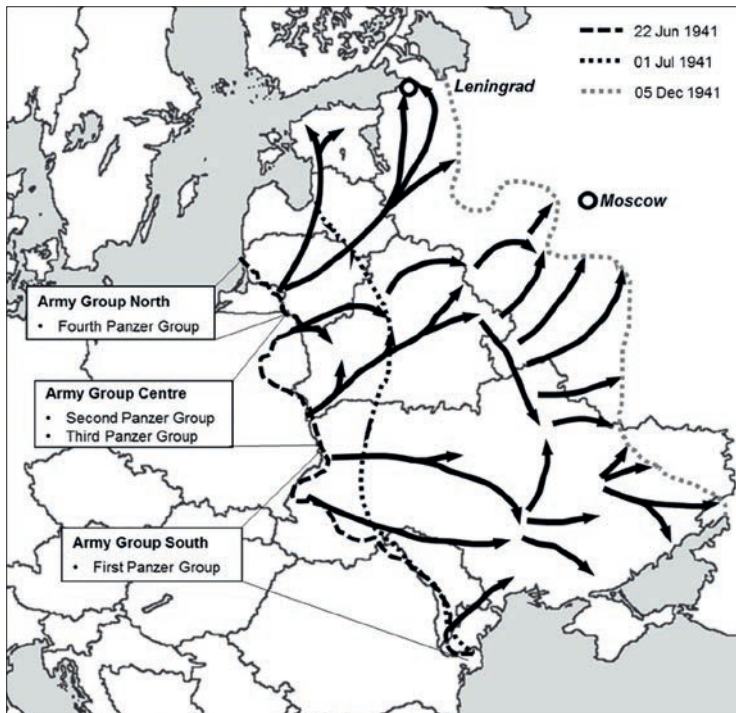 22 Jun 1941
01 Jul 1941
05 Dec 1941
Leningrad
Moscow
Army Group North
• Fourth Panzer Group
Army Group Centre
• Second Panzer Group
• Third Panzer Group
Army Group South
• First Panzer Group